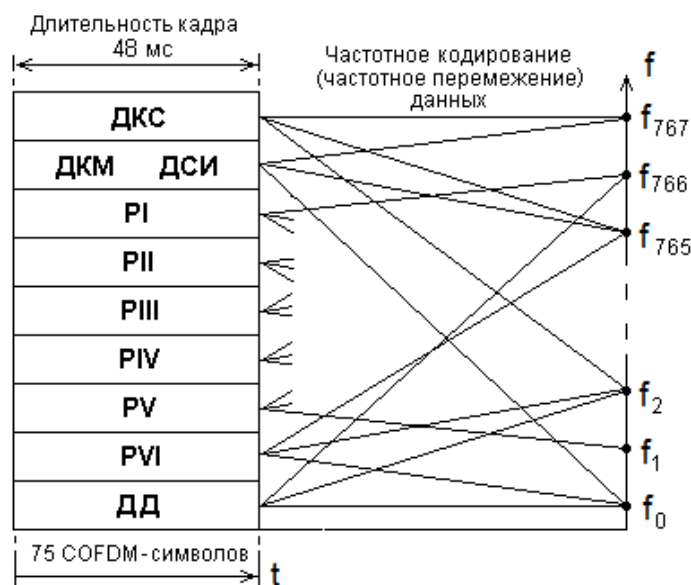 Длительность кадра
48 мс
Частотное кодирование
(частотное перемежение)
данных
f
ДКС
f767
ДКМ ДСИ
f766
PI
f765
PII
PIII
PIV
f2
PV
f1
PVI
ДД
f0
75 COFDM-символов
t